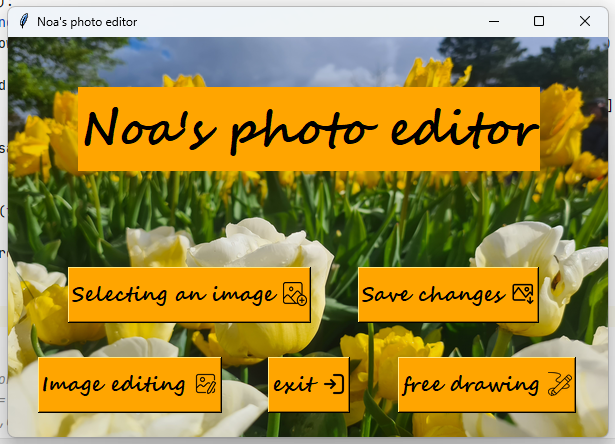 Noa's photo editor
Noa's photo editor
Selecting an image
Save changes
Image editing
exit
free drawing